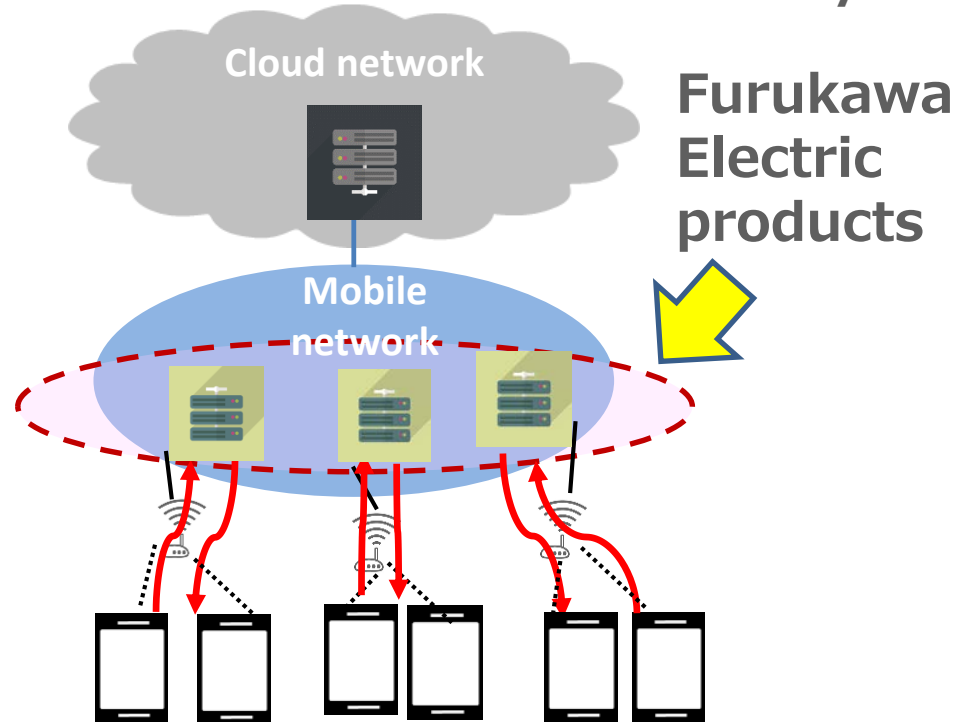 Cloud network
Furukawa
Electric
products
Mobile
network